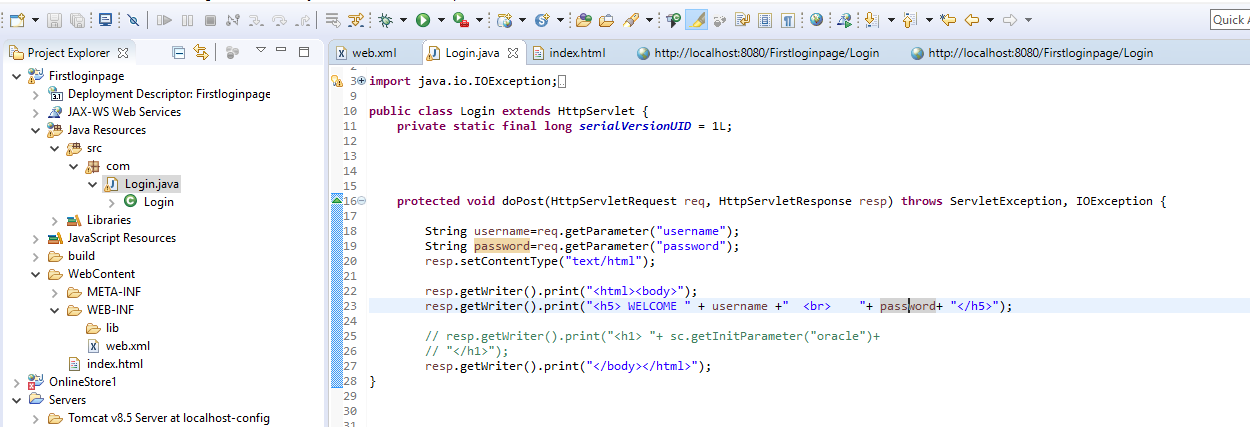 Quick A
Project Explorer
Firstloginpage
Deployment Descriptor: Firstloginpage
JAX-WS Web Services
Java Resources
src
com
Login.java
Login
Libraries
JavaScript Resources
build
WebContent
META-INF
WEB-INF
lib
web.xml
index.html
OnlineStore1
Servers
Tomcat v8.5 Server at localhost-config
web.xml
Login.java
index.html
http://localhost:8080/Firstloginpage/Login
http://localhost:8080/Firstloginpage/Login
2
3 import java.io.IOException;
9
10 public class Login extends HttpServlet {
11 private static final long serialVersionUID = 1L;
12
13
14
15
16 protected void doPost(HttpServletRequest req, HttpServletResponse resp) throws ServletException, IOException {
17
18 String username=req.getParameter("username");
19 String password=req.getParameter("password");
20 resp.setContentType("text/html");
21
22 resp.getWriter().print("<html><body>");
23 resp.getWriter().print("<h5> WELCOME " + username +"  <br>    "+ password+ "</h5>");
24
25 // resp.getWriter().print("<h1> "+ sc.getInitParameter("oracle")+
26 // "</h1>");
27 resp.getWriter().print("</body></html>");
28 }
29
30
31